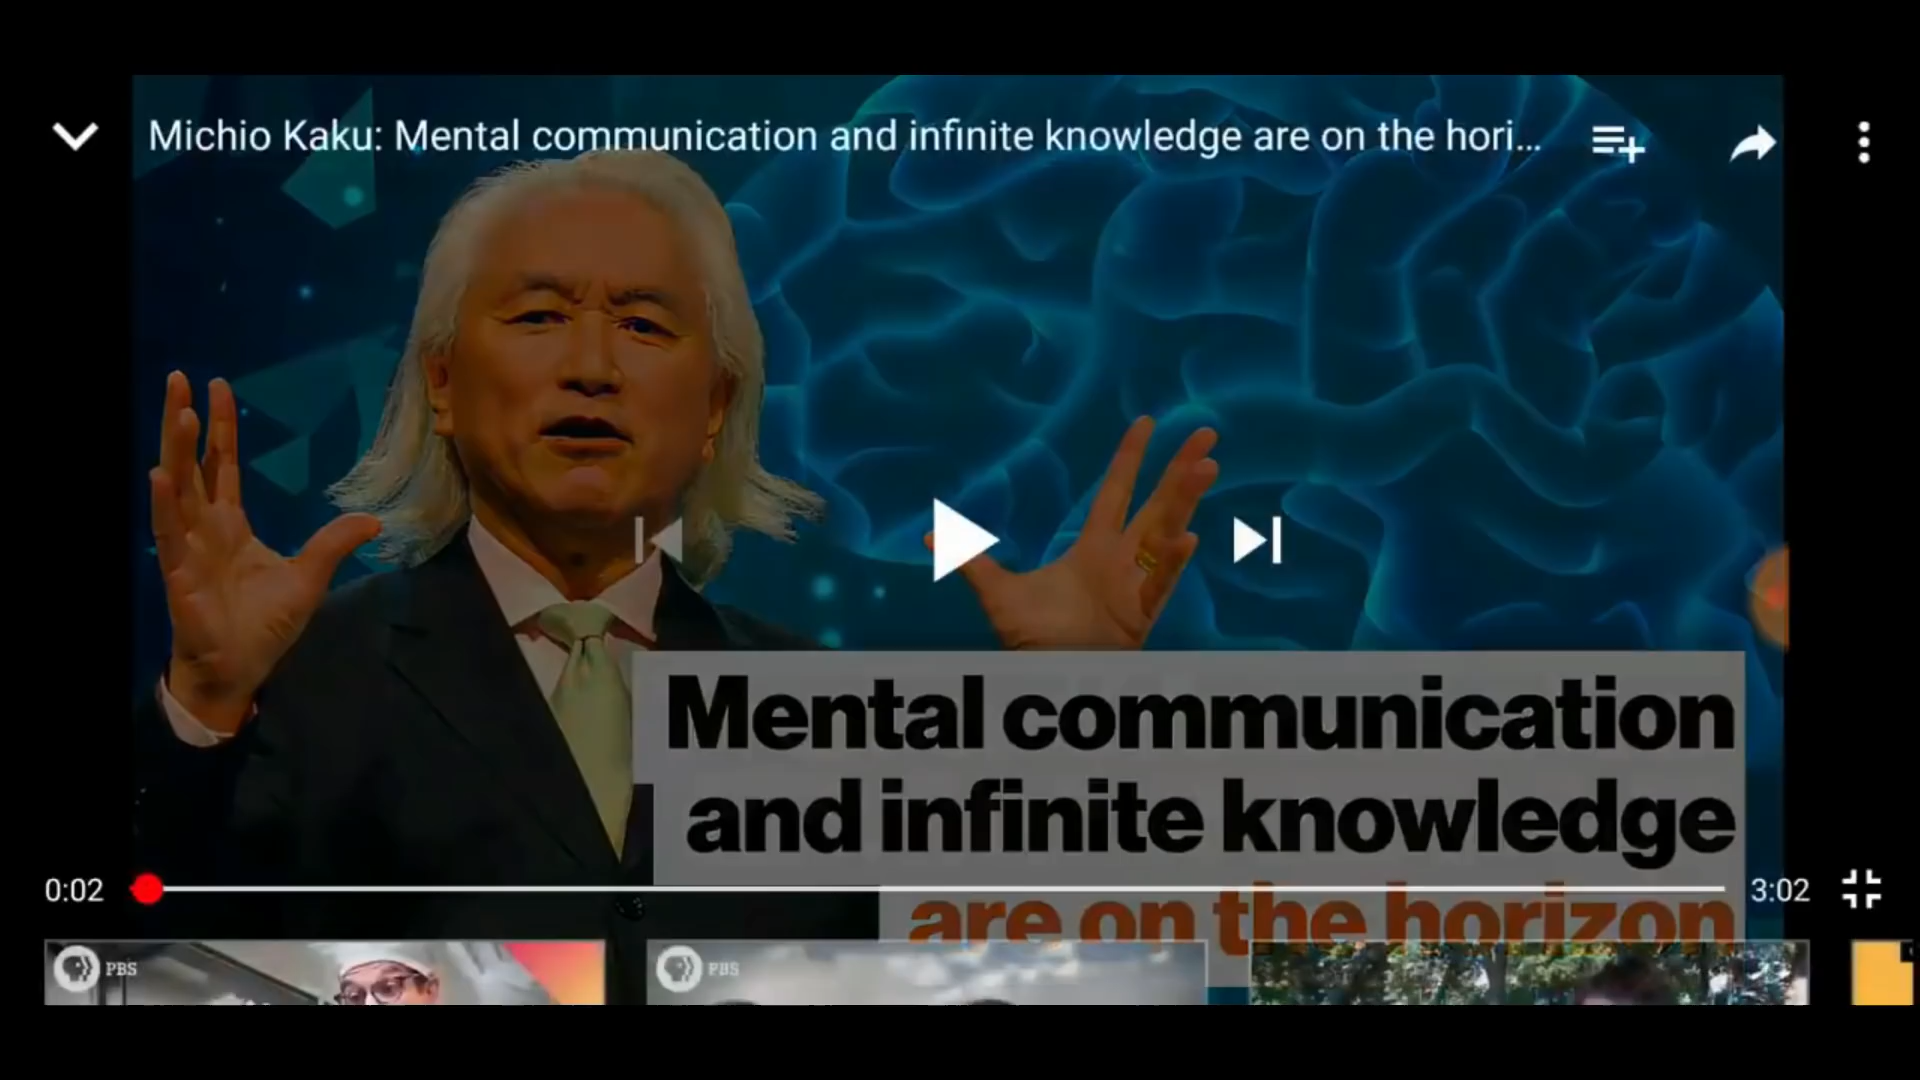 Michio Kaku: Mental communication and infinite knowledge are on the hori...
Mental communication
and infinite knowledge
are on the horizon
0:02
3:02
PBS
PBS